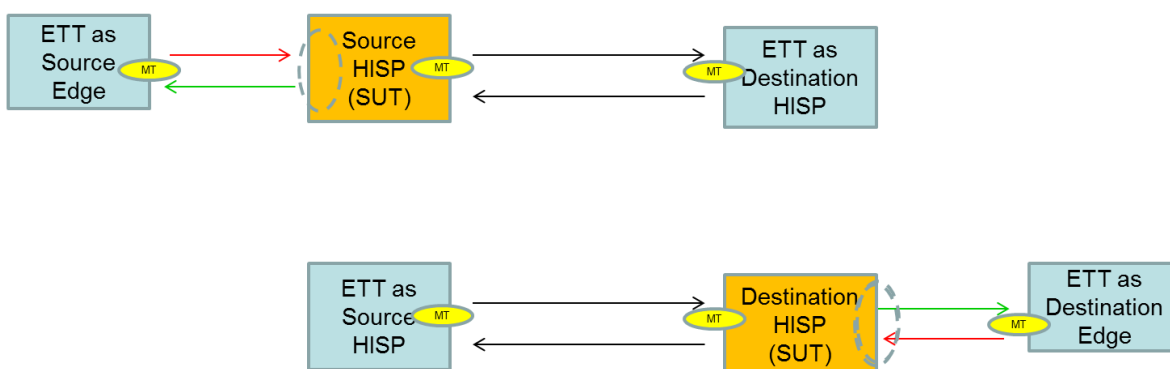 ETT as
Source
Edge
MT
Source
HISP
(SUT)
MT
MT
ETT as
Destination
HISP
ETT as
Source
HISP
MT
MT
Destination
HISP
(SUT)
MT
ETT as
Destination
Edge